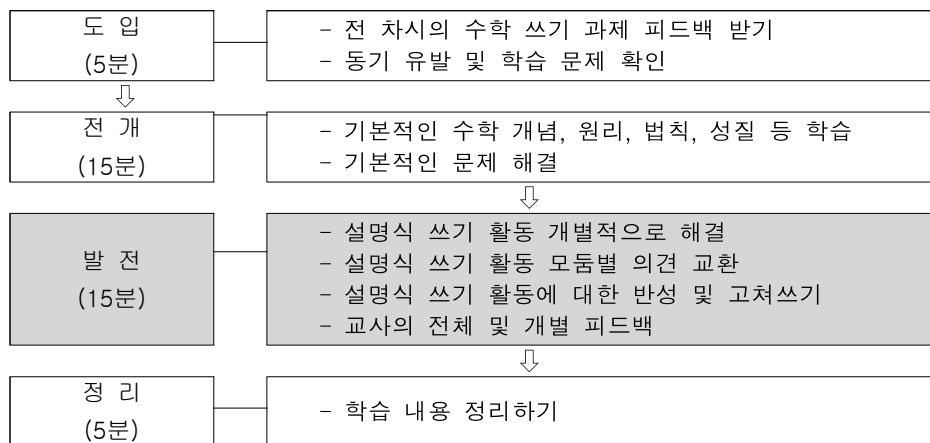 도 입
(5분)
- 전 차시의 수학 쓰기 과제 피드백 받기
- 동기 유발 및 학습 문제 확인
전 개
(15분)
- 기본적인 수학 개념, 원리, 법칙, 성질 등 학습
- 기본적인 문제 해결
발 전
(15분)
- 설명식 쓰기 활동 개별적으로 해결
- 설명식 쓰기 활동 모둠별 의견 교환
- 설명식 쓰기 활동에 대한 반성 및 고쳐쓰기
- 교사의 전체 및 개별 피드백
정 리
(5분)
- 학습 내용 정리하기